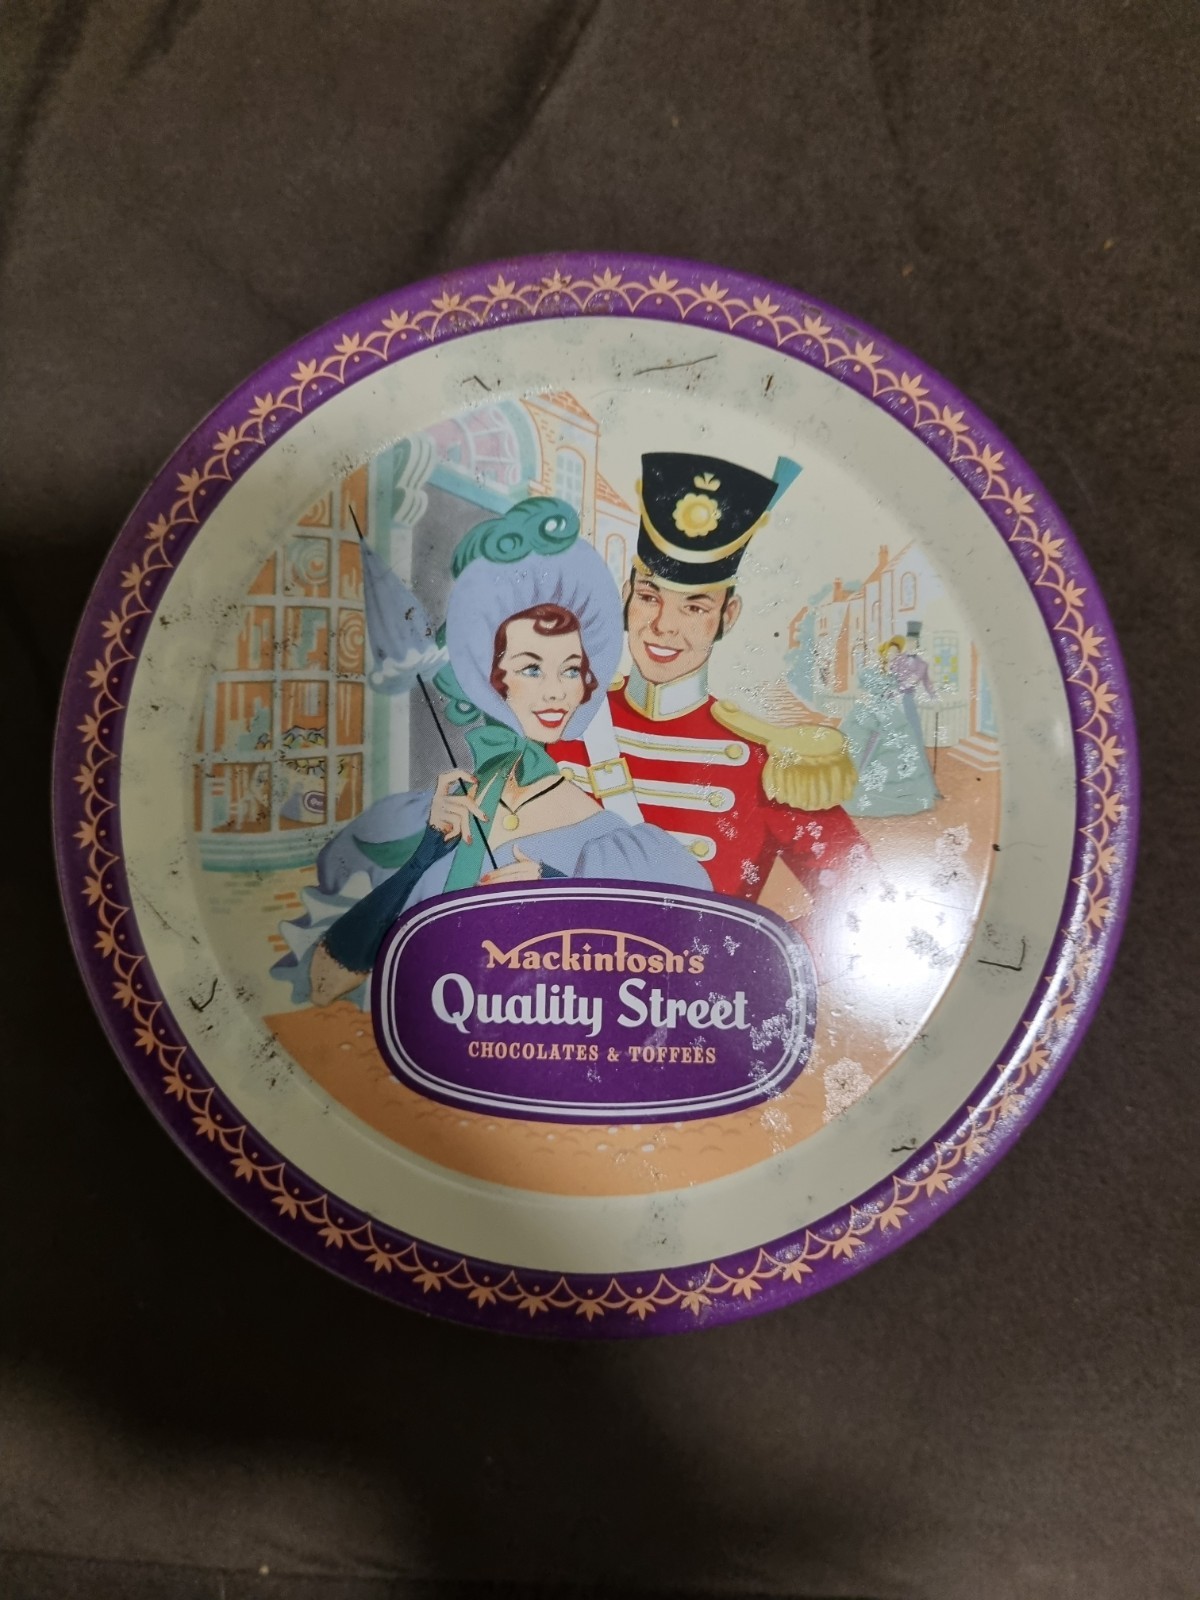 Mackintosh's
Quality Street
CHOCOLATES & TOFFEES